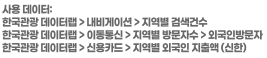 사용 데이터:
한국관광 데이터랩 > 내비게이션 > 지역별 검색건수
한국관광 데이터랩 > 이동통신 > 지역별 방문자수 > 외국인방문자
한국관광 데이터랩 > 신용카드 > 지역별 외국인 지출액 (신한)